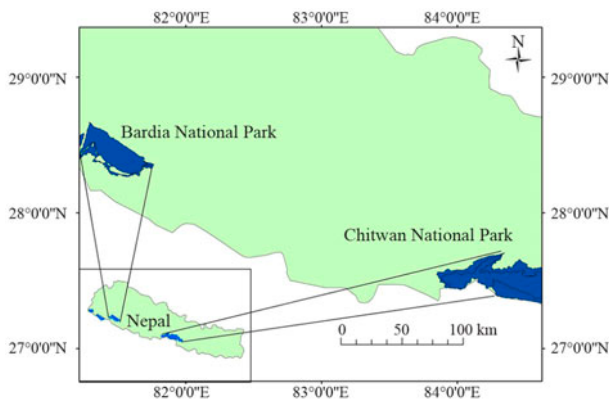 82°0'0"E 83°0'0"E 84°0'0"E
N
29°0'0"N 29°0'0"N
Bardia National Park
28°0'0"N 28°0'0"N
Chitwan National Park
Nepal
0 50 100 km
27°0'0"N 27°0'0"N
82°0'0"E 83°0'0"E 84°0'0"E